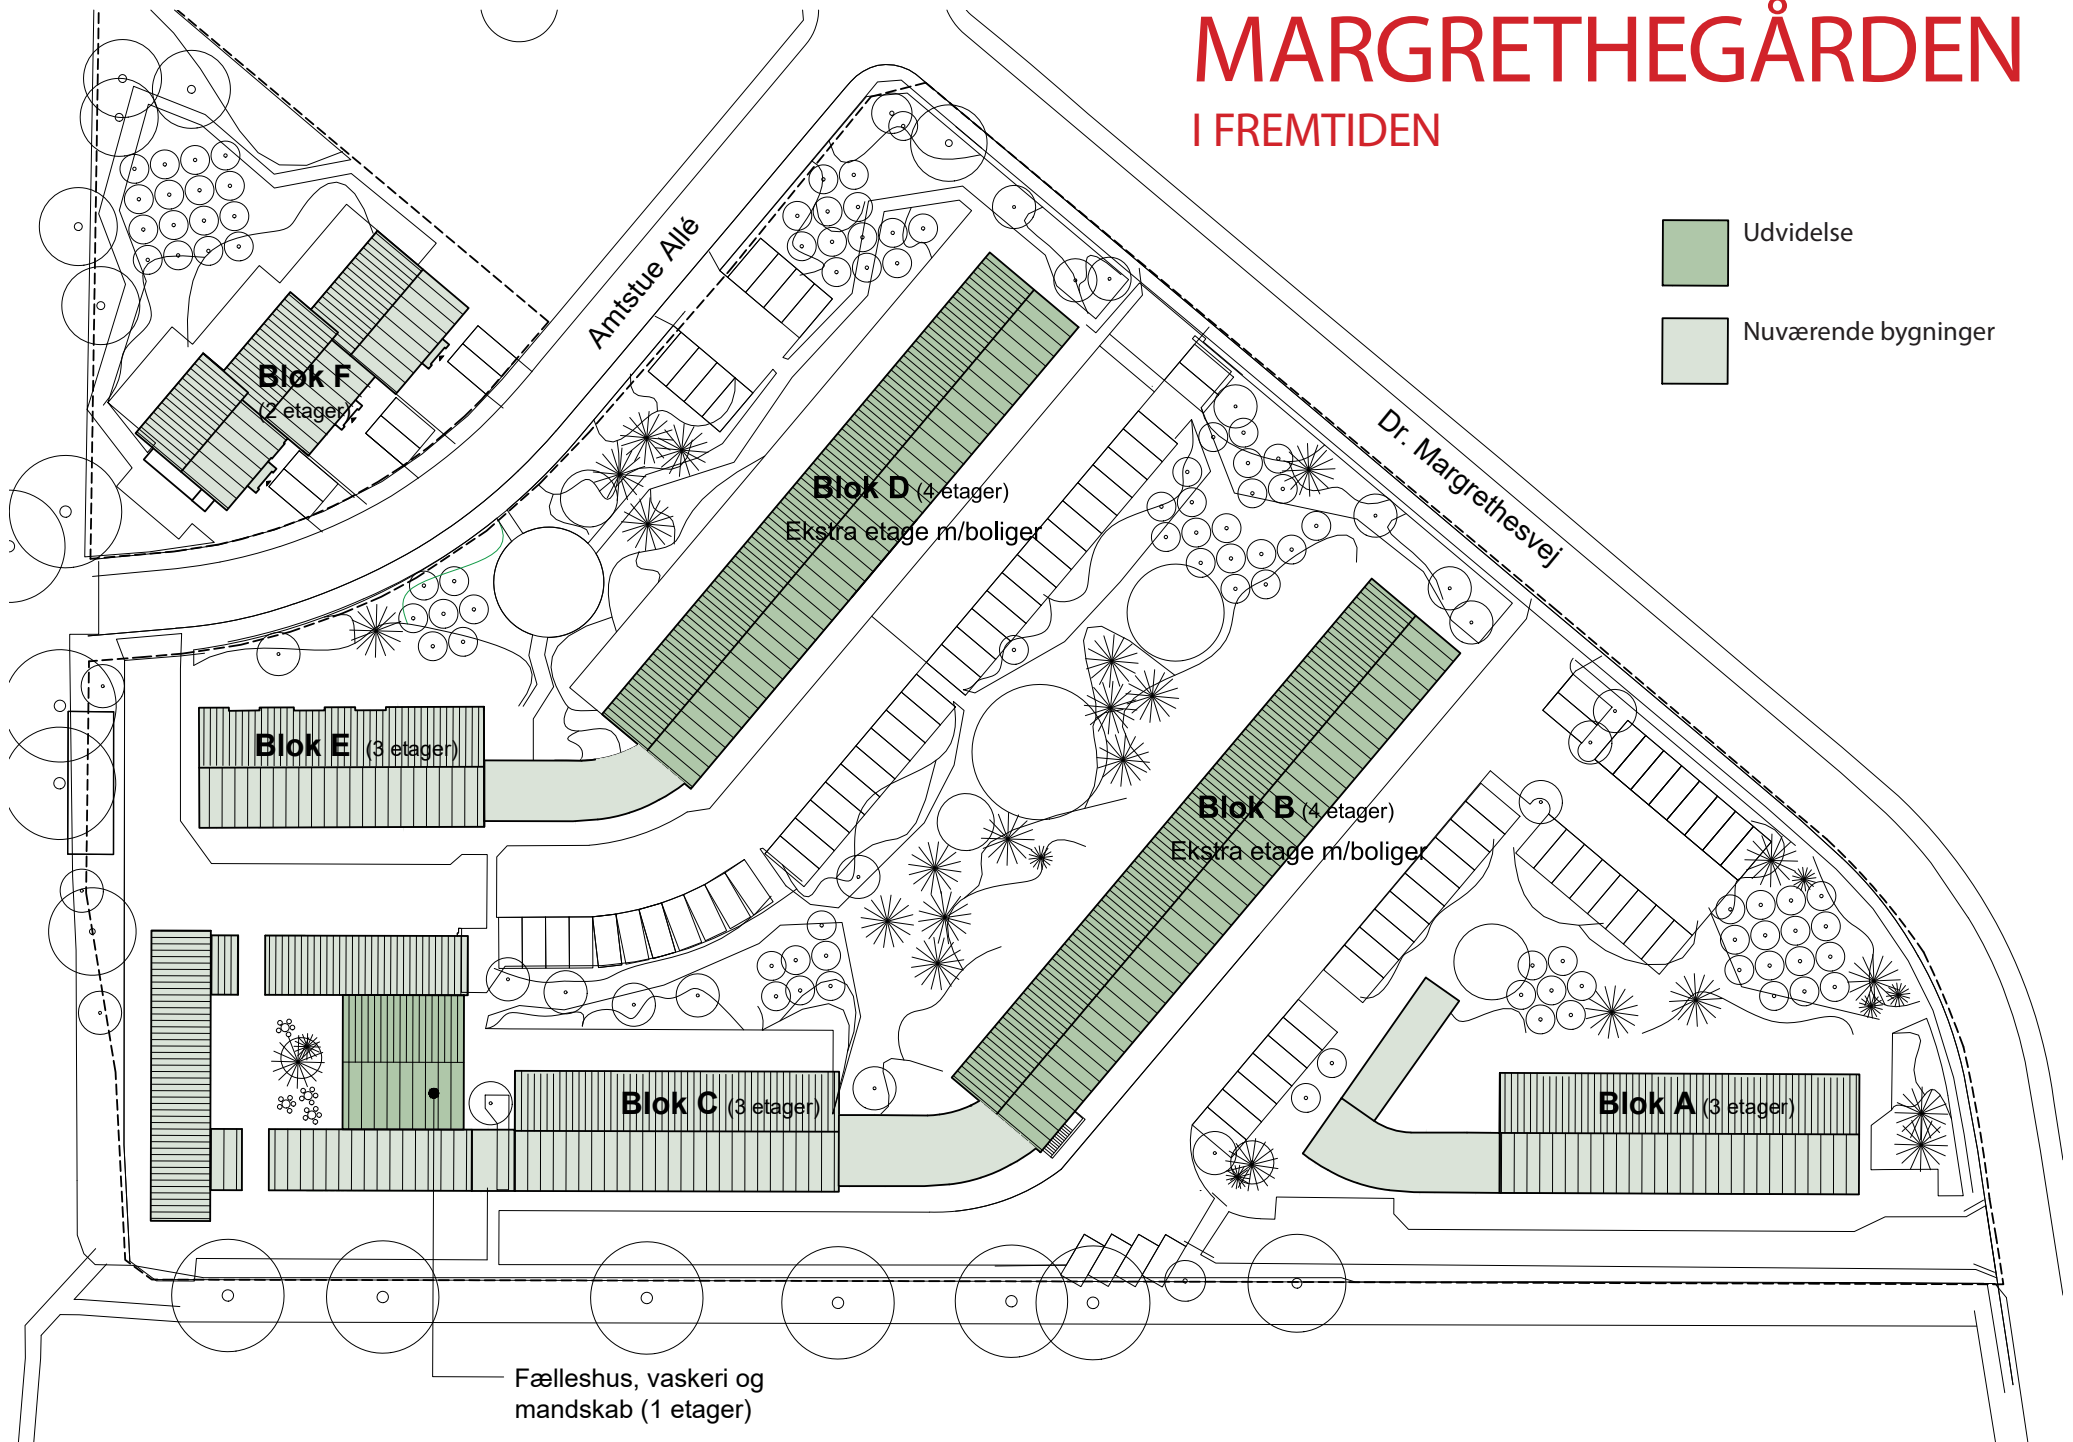 MARGRETHEGÅRDEN
I FREMTIDEN
Udvidelse
Nuværende bygninger
Amtstue Allé
Dr. Margrethesvej
Blok F
(2 etager)
Blok D (4 etager)
Ekstra etage m/boliger
Blok E (3 etager)
Blok B (4 etager)
Ekstra etage m/boliger
Blok C (3 etager)
Blok A (3 etager)
Fælleshus, vaskeri og
mandskab (1 etager)